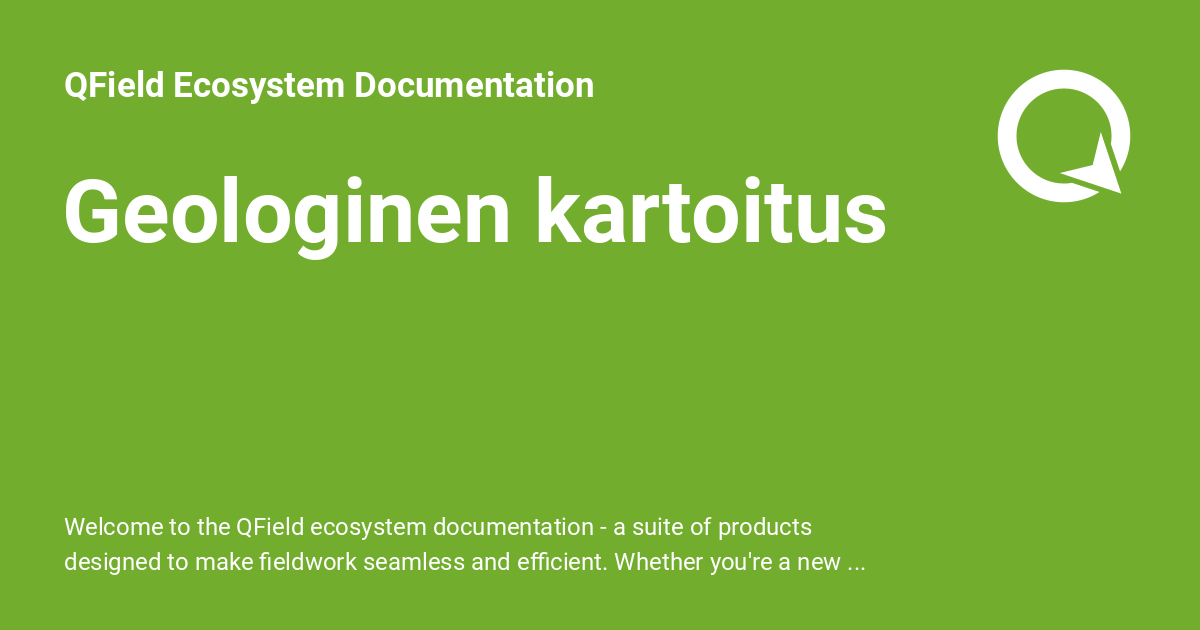 QField Ecosystem Documentation
Geologinen kartoitus
Welcome to the QField ecosystem documentation - a suite of products
designed to make fieldwork seamless and efficient. Whether you're a new ...